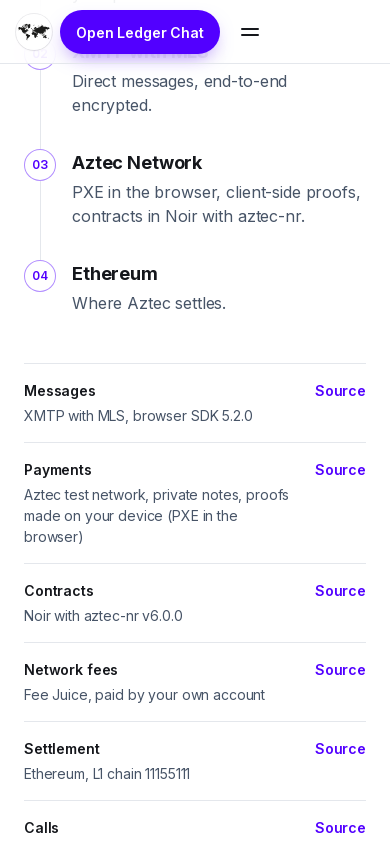 Open Ledger Chat
Direct messages, end-to-end
encrypted.
03
Aztec Network
PXE in the browser, client-side proofs,
contracts in Noir with aztec-nr.
04
Ethereum
Where Aztec settles.
Messages
Source
XMTP with MLS, browser SDK 5.2.0
Payments
Source
Aztec test network, private notes, proofs
made on your device (PXE in the
browser)
Contracts
Source
Noir with aztec-nr v6.0.0
Network fees
Source
Fee Juice, paid by your own account
Settlement
Source
Ethereum, L1 chain 11155111
Calls
Source